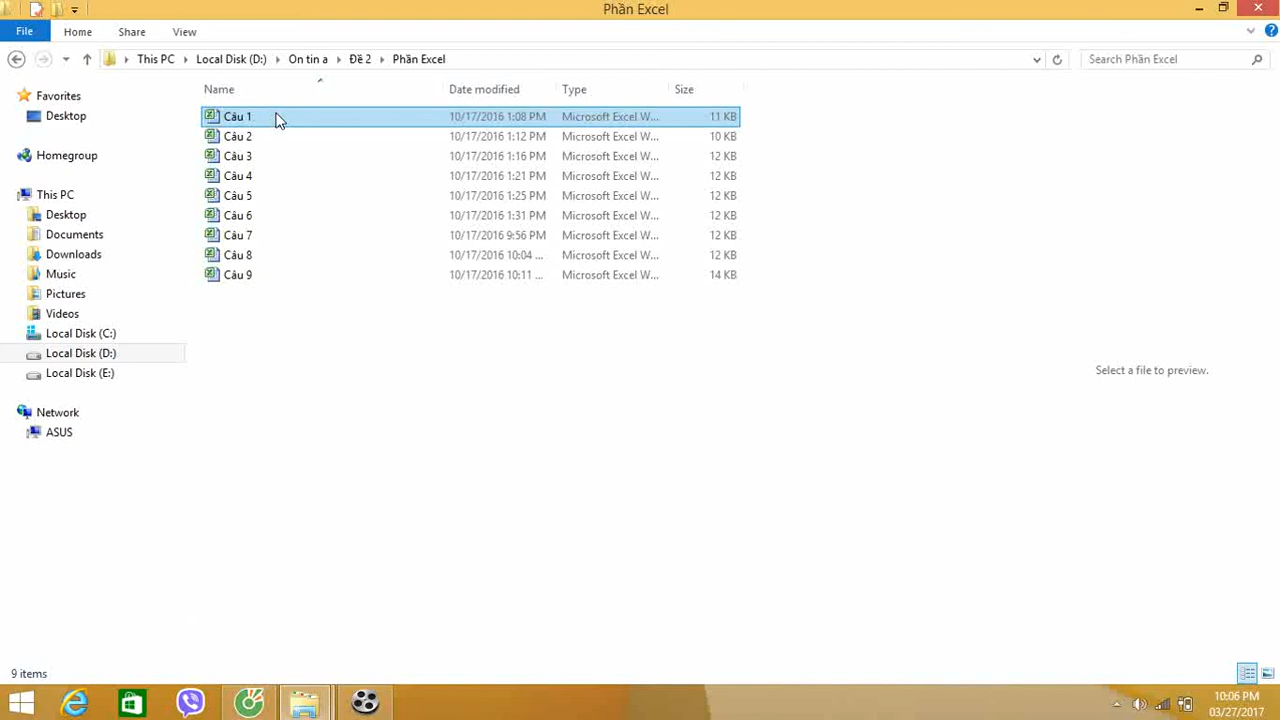 Phần Excel
File Home Share View
This PC Local Disk (D:) On tin a Đề 2 Phần Excel Search Phần Excel
Name Date modified Type Size
Favorites
Desktop
Homegroup
This PC
Desktop
Documents
Downloads
Music
Pictures
Videos
Local Disk (C:)
Local Disk (D:)
Local Disk (E:)
Network
ASUS
Câu 1 10/17/2016 1:08 PM Microsoft Excel W... 11 KB
Câu 2 10/17/2016 1:12 PM Microsoft Excel W... 10 KB
Câu 3 10/17/2016 1:16 PM Microsoft Excel W... 12 KB
Câu 4 10/17/2016 1:21 PM Microsoft Excel W... 12 KB
Câu 5 10/17/2016 1:25 PM Microsoft Excel W... 12 KB
Câu 6 10/17/2016 1:31 PM Microsoft Excel W... 12 KB
Câu 7 10/17/2016 9:56 PM Microsoft Excel W... 12 KB
Câu 8 10/17/2016 10:04 ... Microsoft Excel W... 12 KB
Câu 9 10/17/2016 10:11 ... Microsoft Excel W... 14 KB
Select a file to preview.
9 items
10:06 PM
03/27/2017